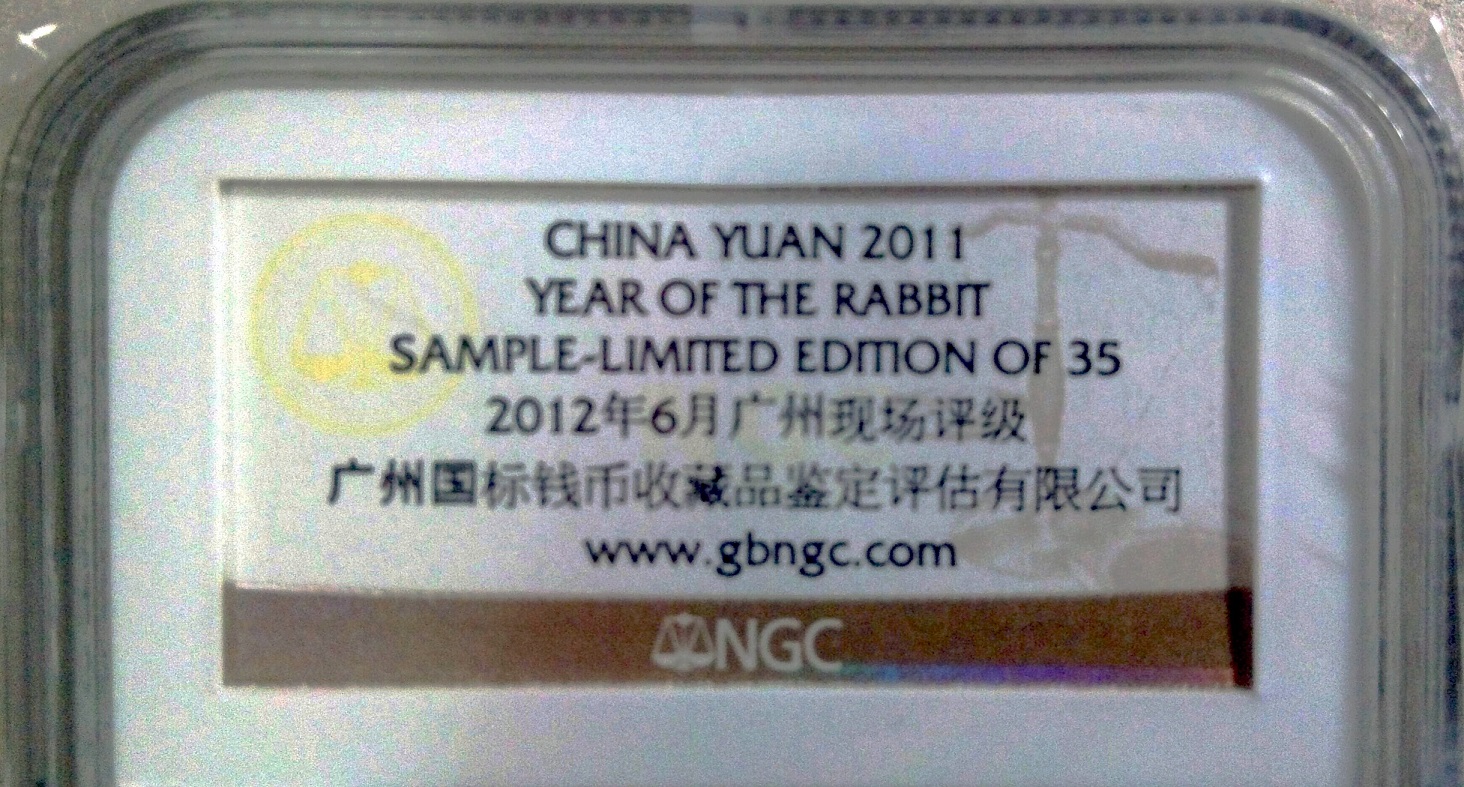 CHINA YUAN 2011
YEAR OF THE RABBIT
SAMPLE-LIMITED EDITION OF 35
2012年6月广州现场评级
广州国标钱币收藏品鉴定评估有限公司
www.gbngc.com
NGC